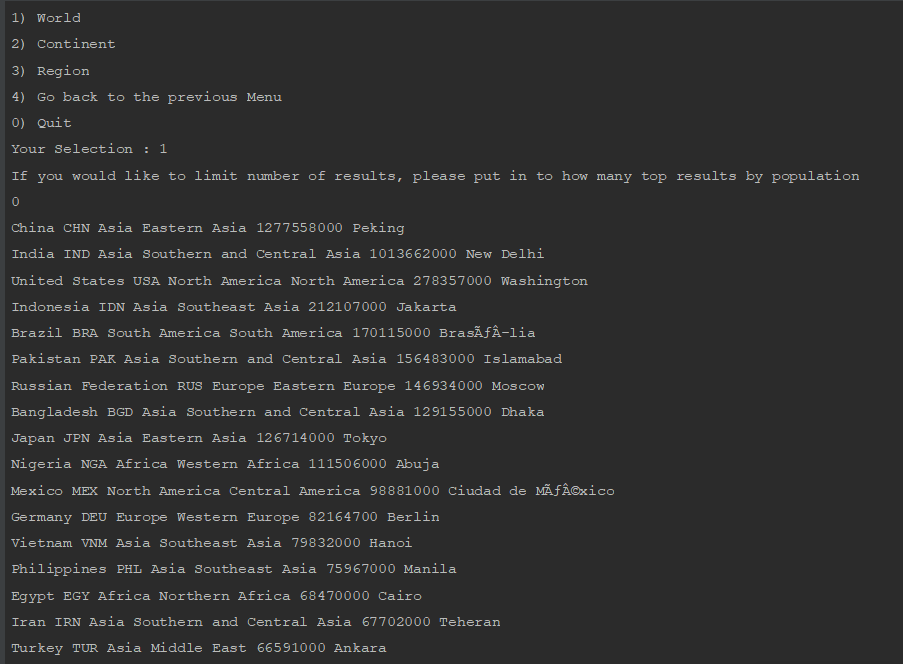 1) World
2) Continent
3) Region
4) Go back to the previous Menu
0) Quit
Your Selection : 1
If you would like to limit number of results, please put in to how many top results by population
0
China CHN Asia Eastern Asia 1277558000 Peking
India IND Asia Southern and Central Asia 1013662000 New Delhi
United States USA North America North America 278357000 Washington
Indonesia IDN Asia Southeast Asia 212107000 Jakarta
Brazil BRA South America South America 170115000 BrasÃƒÂ-lia
Pakistan PAK Asia Southern and Central Asia 156483000 Islamabad
Russian Federation RUS Europe Eastern Europe 146934000 Moscow
Bangladesh BGD Asia Southern and Central Asia 129155000 Dhaka
Japan JPN Asia Eastern Asia 126714000 Tokyo
Nigeria NGA Africa Western Africa 111506000 Abuja
Mexico MEX North America Central America 98881000 Ciudad de MÃƒÂ©xico
Germany DEU Europe Western Europe 82164700 Berlin
Vietnam VNM Asia Southeast Asia 79832000 Hanoi
Philippines PHL Asia Southeast Asia 75967000 Manila
Egypt EGY Africa Northern Africa 68470000 Cairo
Iran IRN Asia Southern and Central Asia 67702000 Teheran
Turkey TUR Asia Middle East 66591000 Ankara